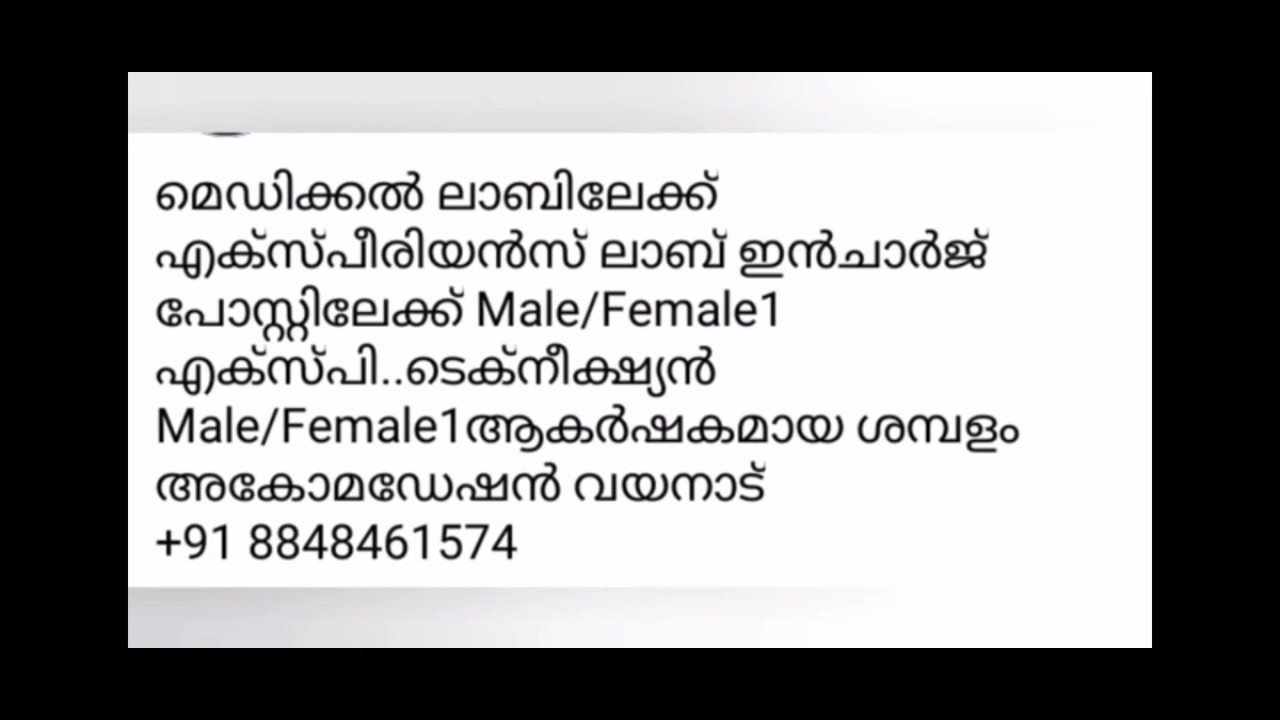 മെഡിക്കൽ ലാബിലേക്ക്
എക്സ്പീരിയൻസ് ലാബ് ഇൻചാർജ്
പോസ്റ്റിലേക്ക് Male/Female1
എക്സ്പി..ടെക്നീക്ഷ്യൻ
Male/Female1ആകർഷകമായ ശമ്പളം
അകോമഡേഷൻ വയനാട്
+91 8848461574